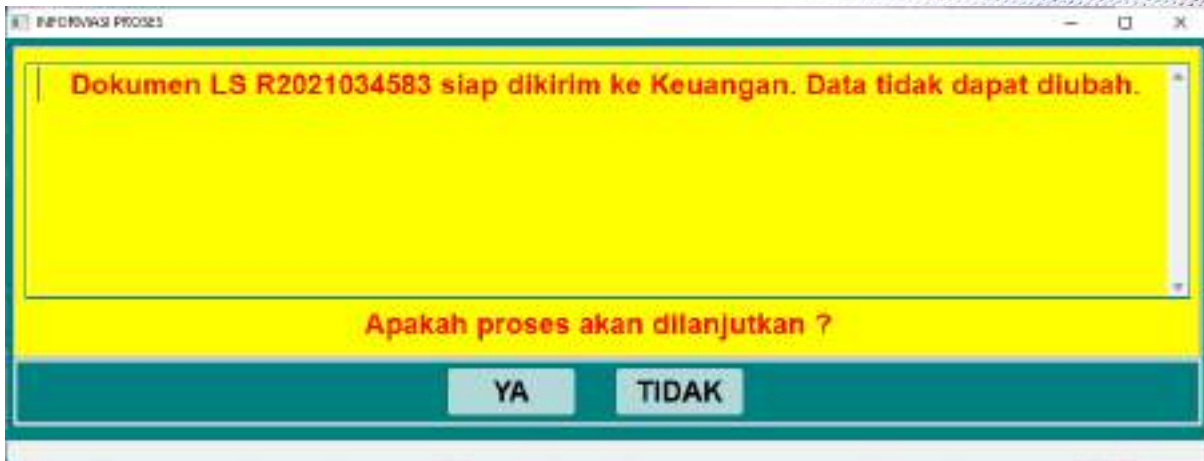 INFORMASI PROSES
Dokumen LS R2021034583 siap dikirim ke Keuangan. Data tidak dapat diubah.
Apakah proses akan dilanjutkan ?
YA
TIDAK